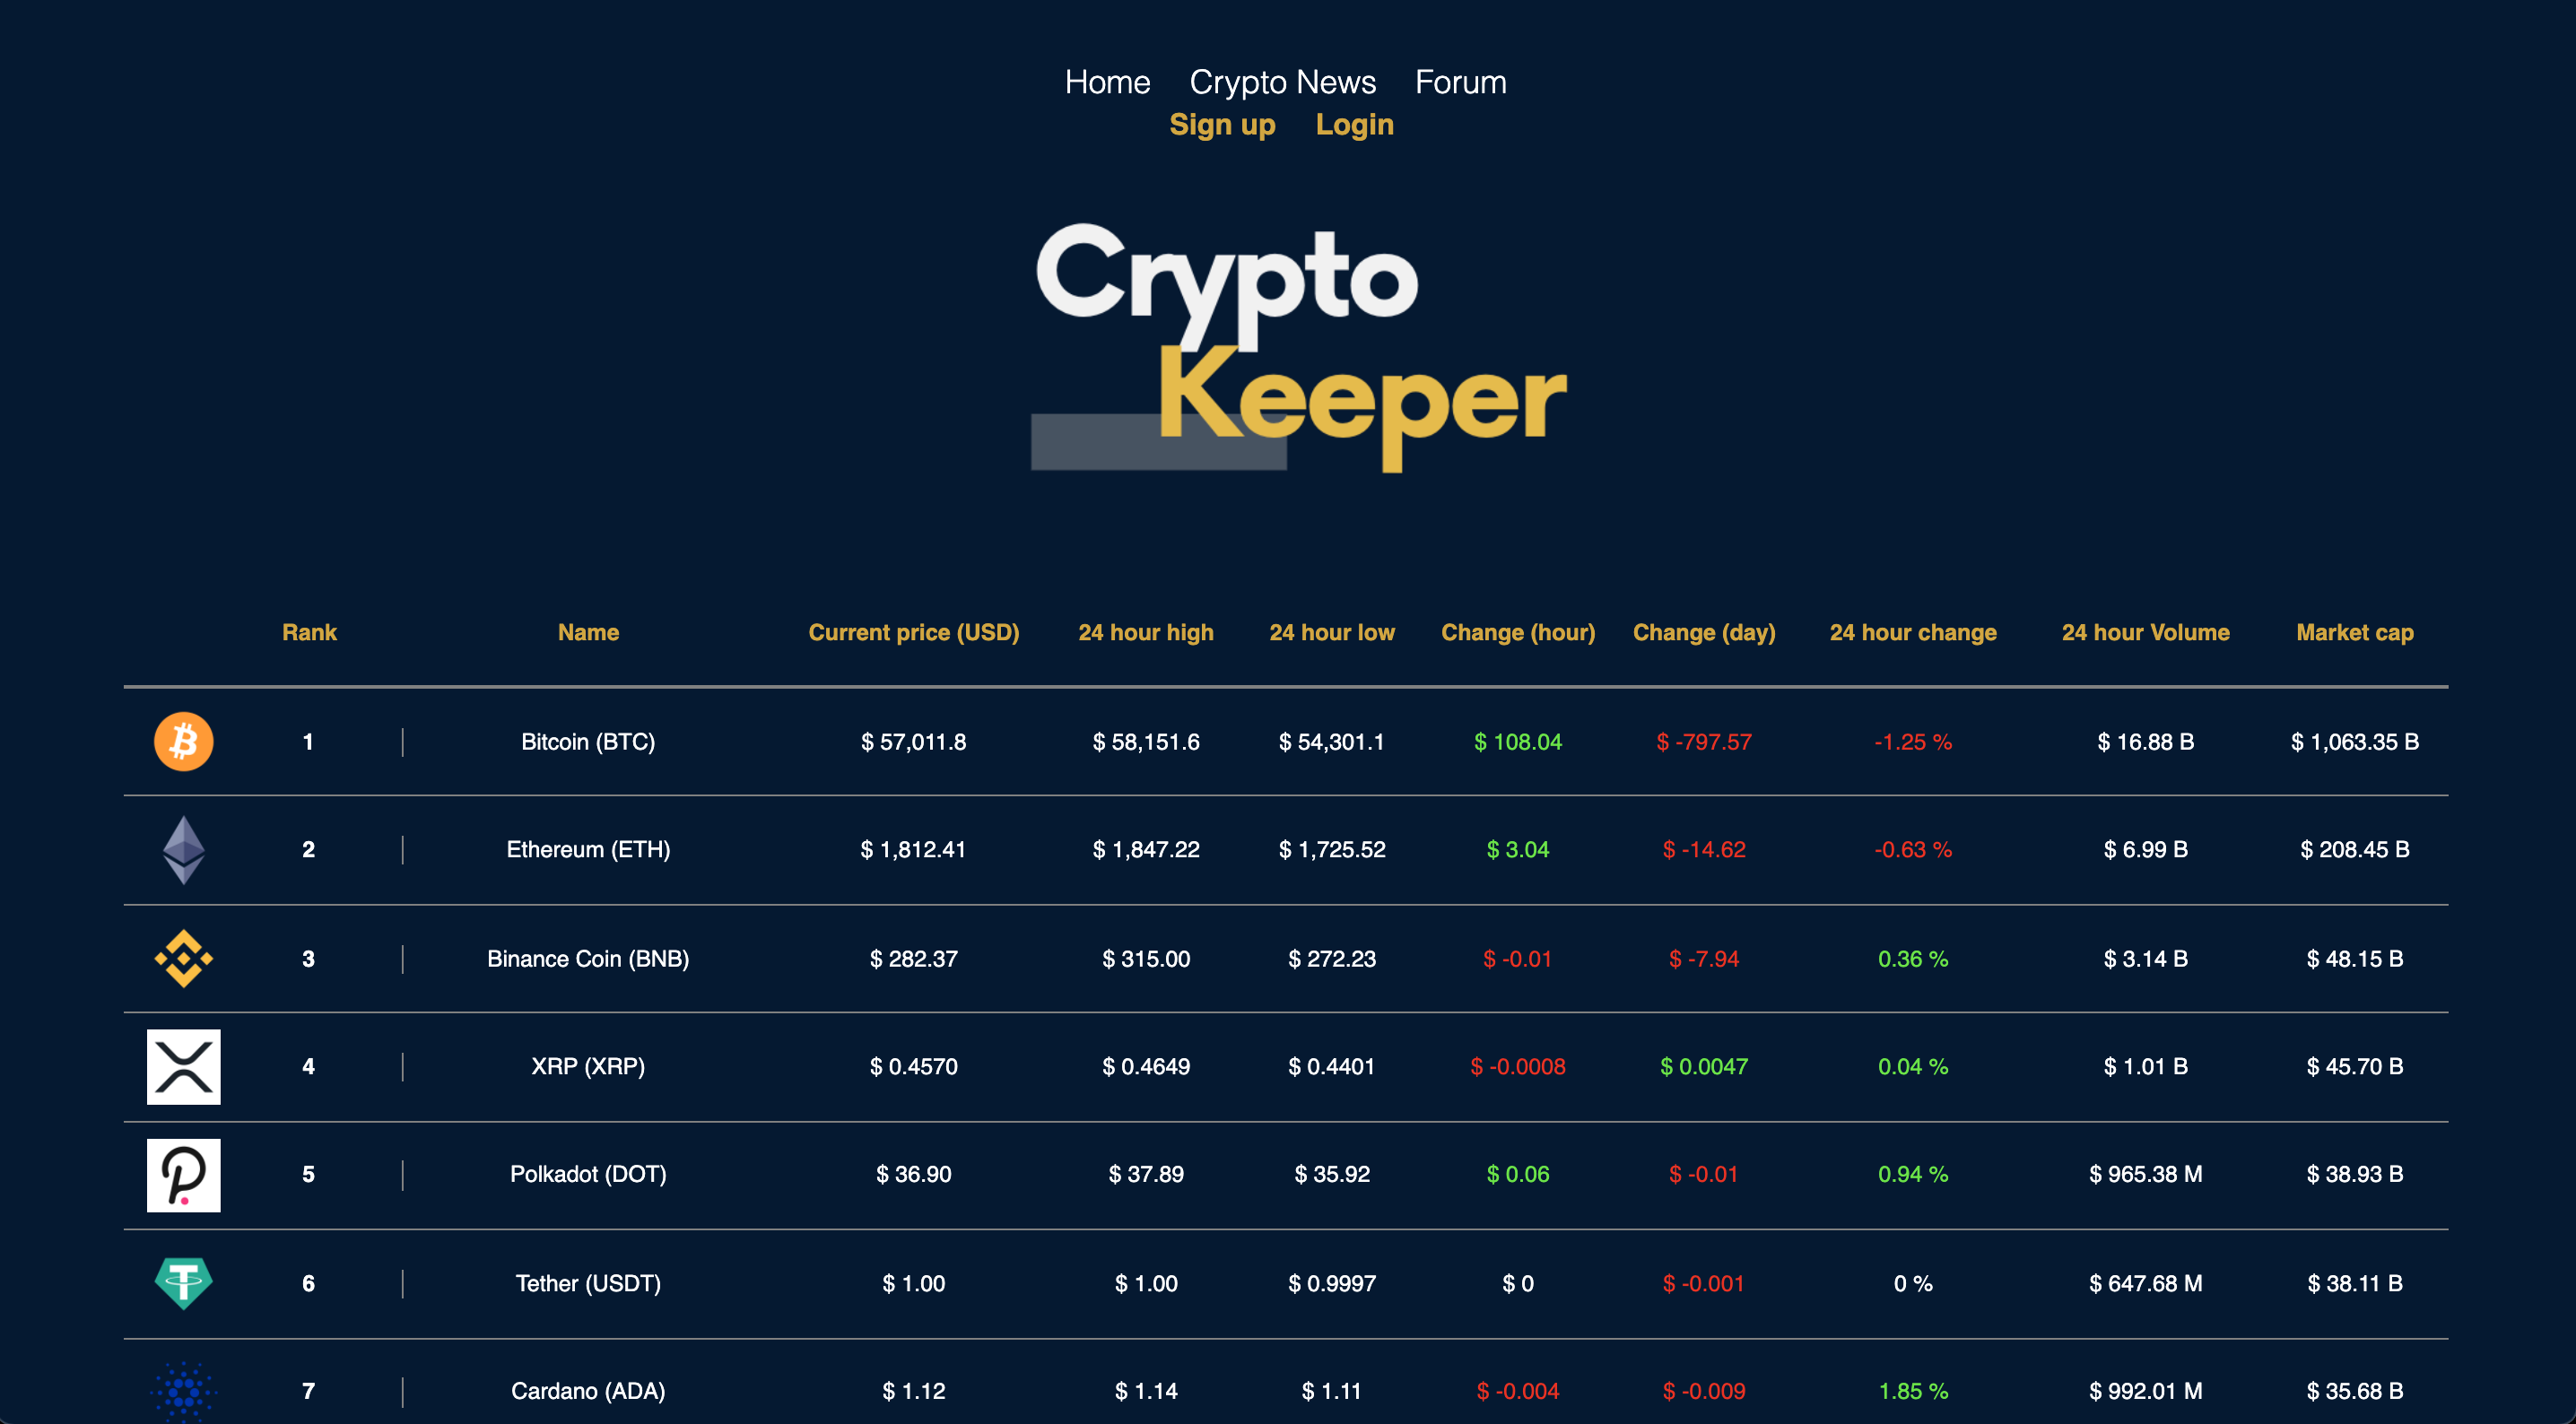 Home Crypto News Forum
Sign up Login
Crypto
Keeper
Rank Name Current price (USD) 24 hour high 24 hour low Change (hour) Change (day) 24 hour change 24 hour Volume Market cap
1 | Bitcoin (BTC) $ 57,011.8 $ 58,151.6 $ 54,301.1 $ 108.04 $ -797.57 -1.25 % $ 16.88 B $ 1,063.35 B
2 | Ethereum (ETH) $ 1,812.41 $ 1,847.22 $ 1,725.52 $ 3.04 $ -14.62 -0.63 % $ 6.99 B $ 208.45 B
3 | Binance Coin (BNB) $ 282.37 $ 315.00 $ 272.23 $ -0.01 $ -7.94 0.36 % $ 3.14 B $ 48.15 B
4 | XRP (XRP) $ 0.4570 $ 0.4649 $ 0.4401 $ -0.0008 $ 0.0047 0.04 % $ 1.01 B $ 45.70 B
5 | Polkadot (DOT) $ 36.90 $ 37.89 $ 35.92 $ 0.06 $ -0.01 0.94 % $ 965.38 M $ 38.93 B
6 | Tether (USDT) $ 1.00 $ 1.00 $ 0.9997 $ 0 $ -0.001 0 % $ 647.68 M $ 38.11 B
7 | Cardano (ADA) $ 1.12 $ 1.14 $ 1.11 $ -0.004 $ -0.009 1.85 % $ 992.01 M $ 35.68 B